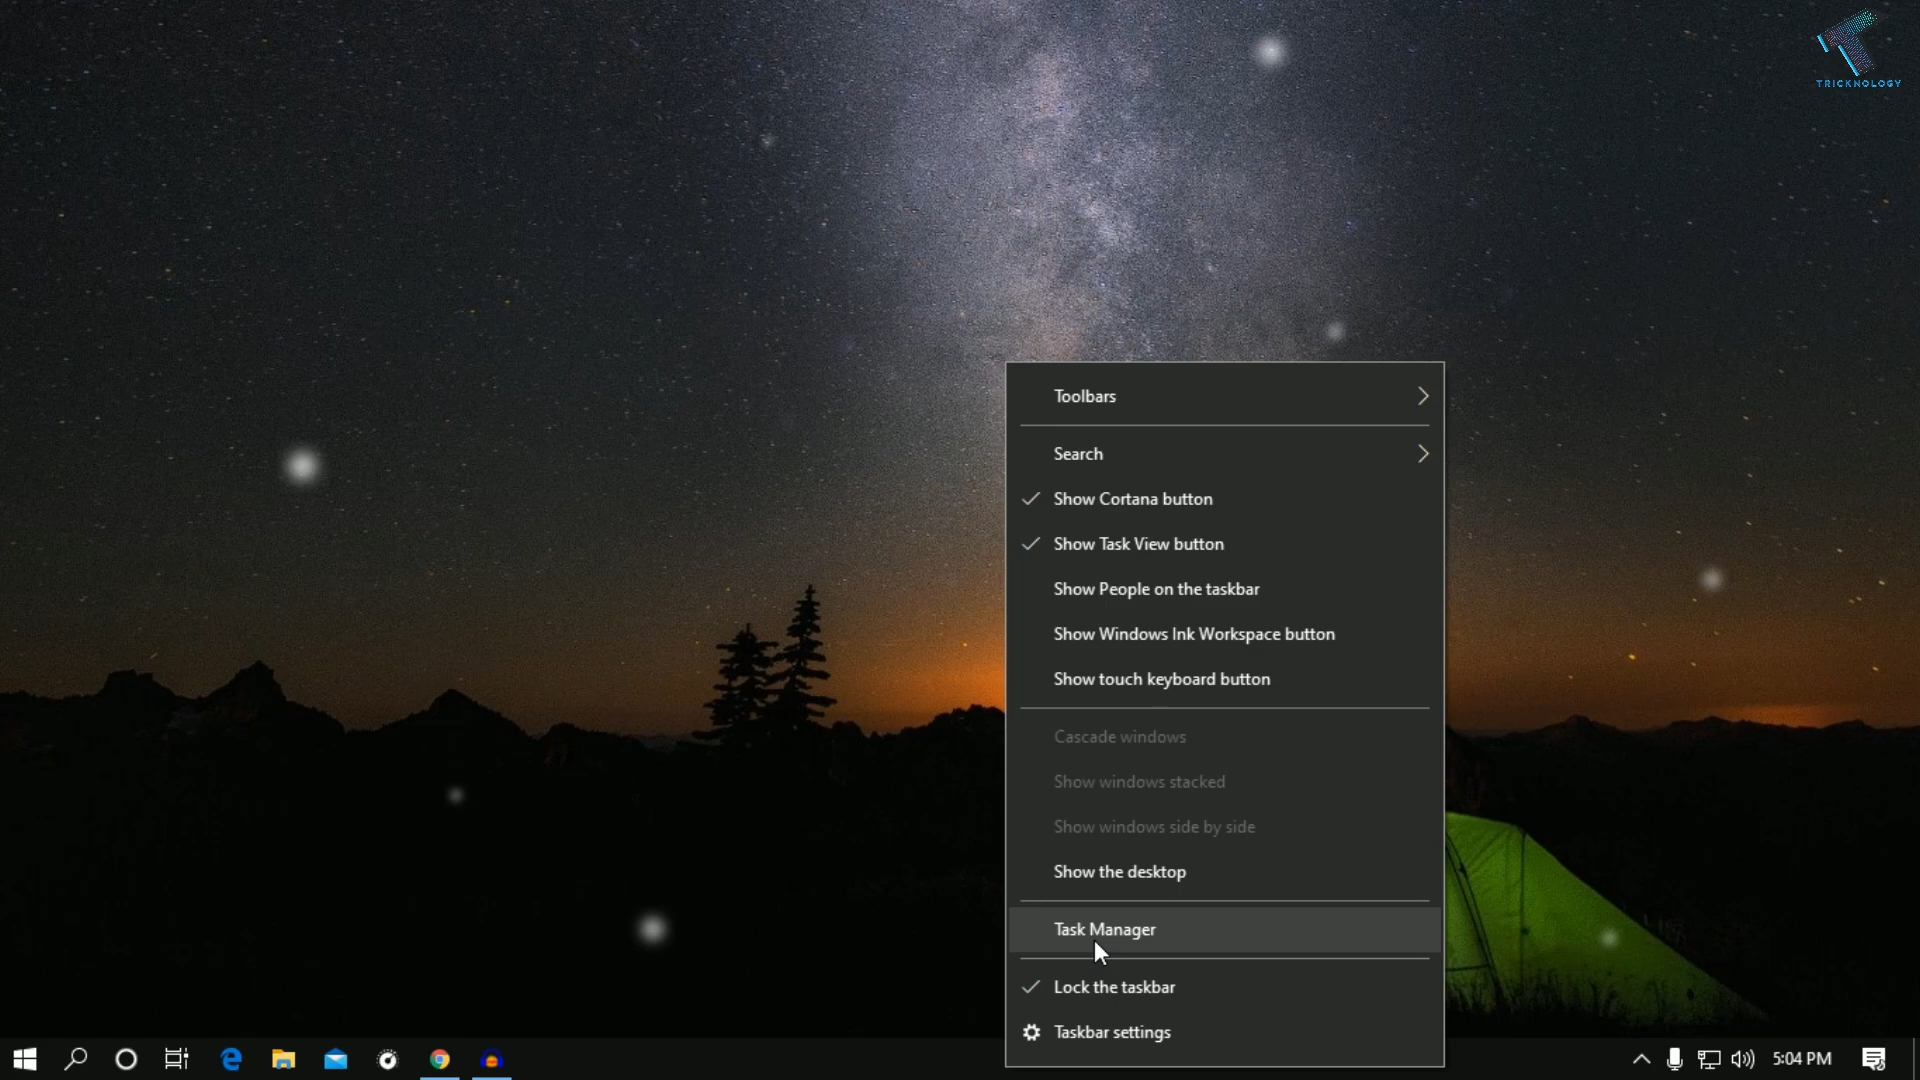 TRICKNOLOGY
Toolbars
Search
Show Cortana button
Show Task View button
Show People on the taskbar
Show Windows Ink Workspace button
Show touch keyboard button
Cascade windows
Show windows stacked
Show windows side by side
Show the desktop
Task Manager
Lock the taskbar
Taskbar settings
5:04 PM